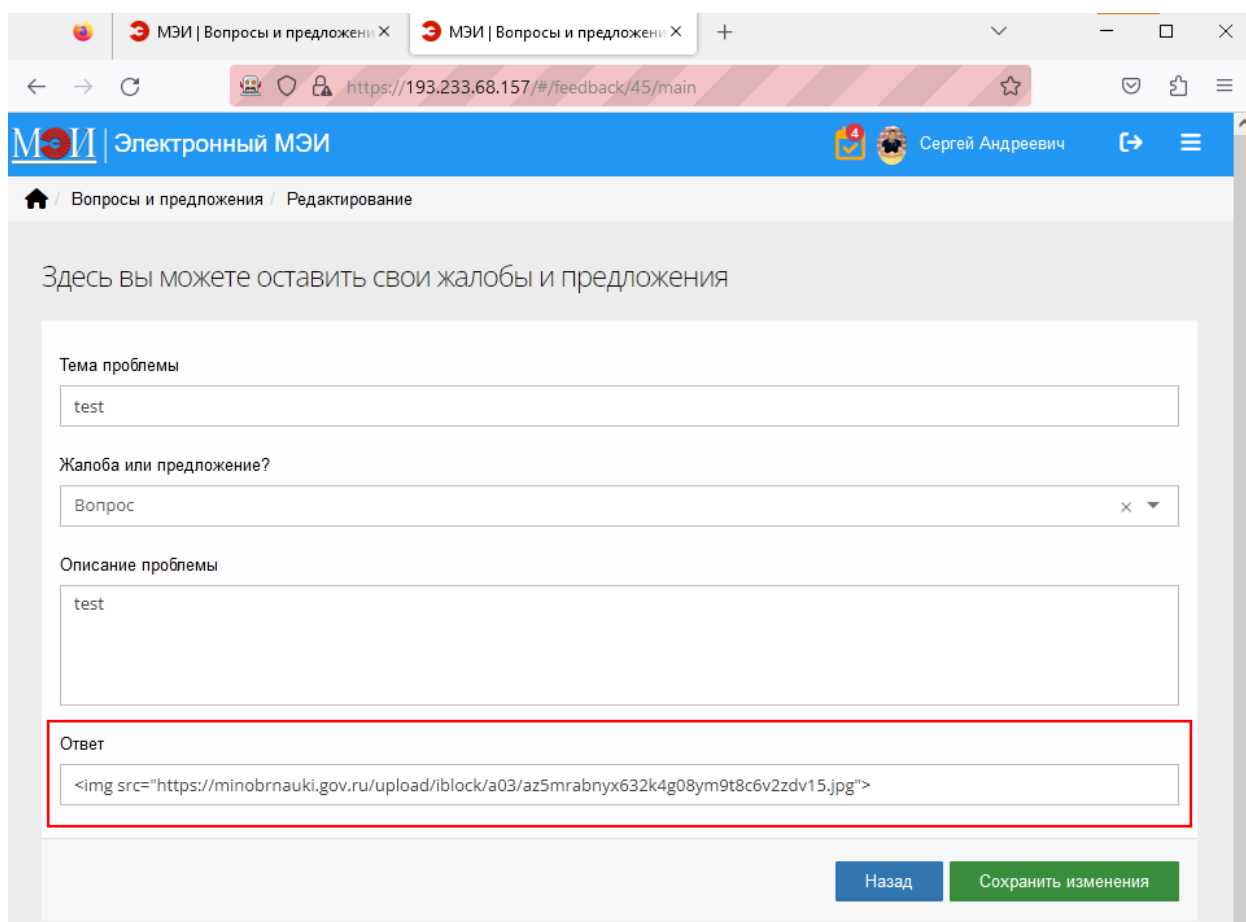 МЭИ | Вопросы и предложени
МЭИ | Вопросы и предложени
https://193.233.68.157/#/feedback/45/main
МЭИ | Электронный МЭИ
4
Сергей Андреевич
/ Вопросы и предложения / Редактирование
Здесь вы можете оставить свои жалобы и предложения
Тема проблемы
test
Жалоба или предложение?
Вопрос
Описание проблемы
test
Ответ
<img src="https://minobrnauki.gov.ru/upload/iblock/a03/az5mrabnyx632k4g08ym9t8c6v2zdv15.jpg">
Назад
Сохранить изменения